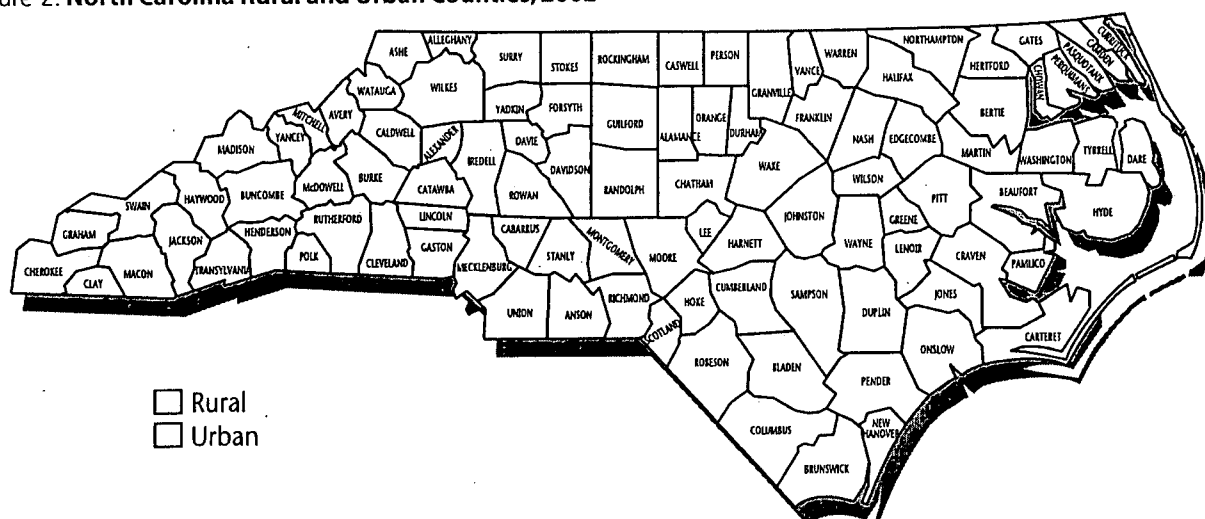 ure 2. North Carolina Rural and Urban Counties, 2002
ALLEGHANY
ASHE
SURRY
STOKES
ROCKINGHAM
CASWELL
PERSON
WARREN
NORTHAMPTON
GATES
CURRITUCK
CAMDEN
PASQUOTANK
PERQUIMANS
CHOWAN
VANCE
HERTFORD
HALIFAX
WATAUGA
WILKES
GRANVILLE
YADKIN
FORSYTH
MITCHELL
AVERY
GUILFORD
ALAMANCE
ORANGE
DURHAM
FRANKLIN
BERTIE
YANCEY
CALDWELL
ALEXANDER
DAVIE
NASH
EDGECOMBE
MADISON
BREDELL
MARTIN
WASHINGTON
TYRRELL
DARE
DAVIDSON
WAKE
BURKE
McDOWELL
CATAWBA
ROWAN
RANDOLPH
CHATHAM
WILSON
BUNCOMBE
HAYWOOD
SWAIN
PITT
BEAUFORT
HYDE
RUTHERFORD
LINCOLN
JOHNSTON
GREENE
HENDERSON
CABARRUS
MONTGOMERY
LEE
GRAHAM
JACKSON
GASTON
HARNETT
WAYNE
LENOIR
CRAVEN
STANLY
MOORE
POLK
CLEVELAND
MECKLENBURG
PAMLICO
CHEROKEE
MACON
TRANSYLVANIA
CLAY
CUMBERLAND
SAMPSON
JONES
HOKE
RICHMOND
UNION
ANSON
DUPLIN
SCOTLAND
CARTERET
ONSLOW
ROBESON
BLADEN
PENDER
Rural
Urban
COLUMBUS
NEW
HANOVER
BRUNSWICK